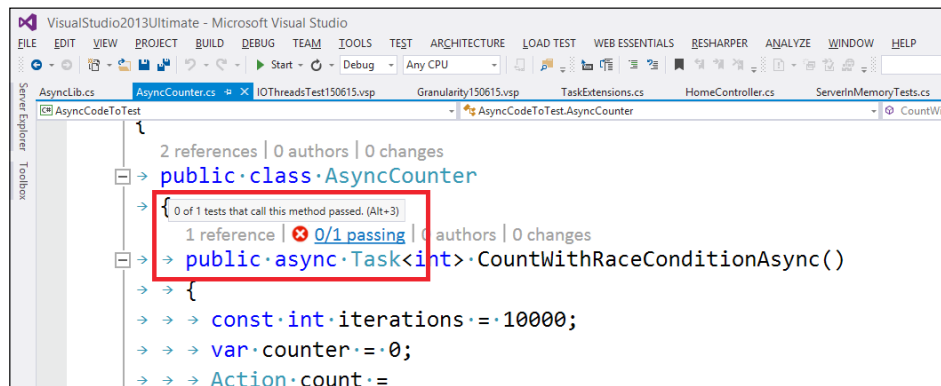 VisualStudio2013Ultimate - Microsoft Visual Studio
FILE EDIT VIEW PROJECT BUILD DEBUG TEAM TOOLS TEST ARCHITECTURE LOAD TEST WEB ESSENTIALS RESHARPER ANALYZE WINDOW HELP
Start Debug Any CPU
Server Explorer
Toolbox
AsyncLib.cs AsyncCounter.cs IOThreadsTest150615.vsp Granularity150615.vsp TaskExtensions.cs HomeController.cs ServerInMemoryTests.cs
C# AsyncCodeToTest AsyncCodeToTest.AsyncCounter CountWi
{
2 references | 0 authors | 0 changes
public·class·AsyncCounter
{
0 of 1 tests that call this method passed. (Alt+3)
1 reference | 0/1 passing | 0 authors | 0 changes
public·async·Task<int>·CountWithRaceConditionAsync()
{
const·int·iterations·=·10000;
var·counter·=·0;
Action·count·=